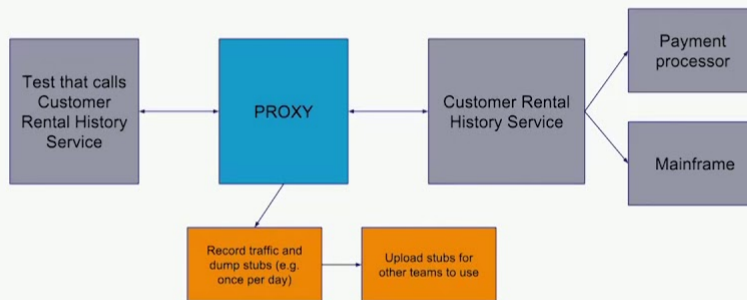 Test that calls
Customer
Rental History
Service
PROXY
Customer Rental
History Service
Payment
processor
Mainframe
Record traffic and
dump stubs (e.g.
once per day)
Upload stubs for
other teams to use